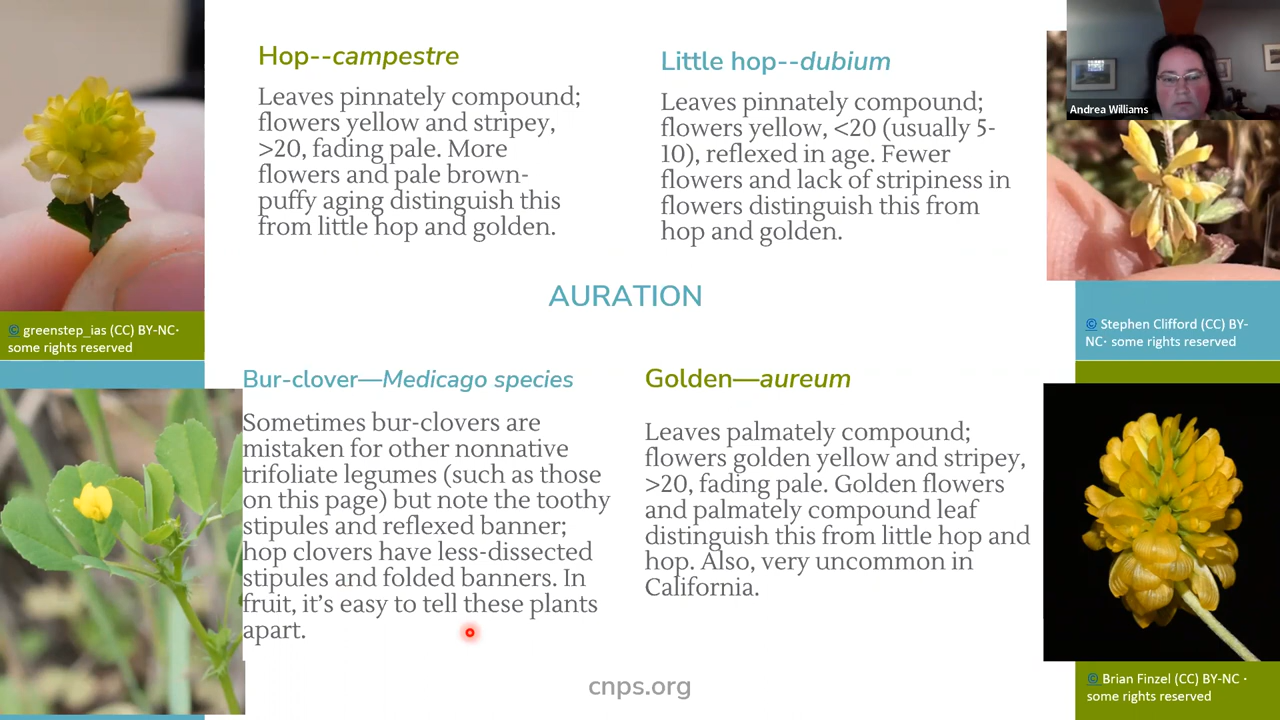 Hop--campestre
Leaves pinnately compound;
flowers yellow and stripey,
>20, fading pale. More
flowers and pale brown-
puffy aging distinguish this
from little hop and golden.
Little hop--dubium
Leaves pinnately compound;
flowers yellow, <20 (usually 5-
10), reflexed in age. Fewer
flowers and lack of stripiness in
flowers distinguish this from
hop and golden.
Andrea Williams
© greenstep_ias (CC) BY-NC·
some rights reserved
© Stephen Clifford (CC) BY-
NC· some rights reserved
AURATION
Bur-clover—Medicago species
Sometimes bur-clovers are
mistaken for other nonnative
trifoliate legumes (such as those
on this page) but note the toothy
stipules and reflexed banner;
hop clovers have less-dissected
stipules and folded banners. In
fruit, it’s easy to tell these plants
apart.
Golden—aureum
Leaves palmately compound;
flowers golden yellow and stripey,
>20, fading pale. Golden flowers
and palmately compound leaf
distinguish this from little hop and
hop. Also, very uncommon in
California.
© Brian Finzel (CC) BY-NC ·
some rights reserved
cnps.org